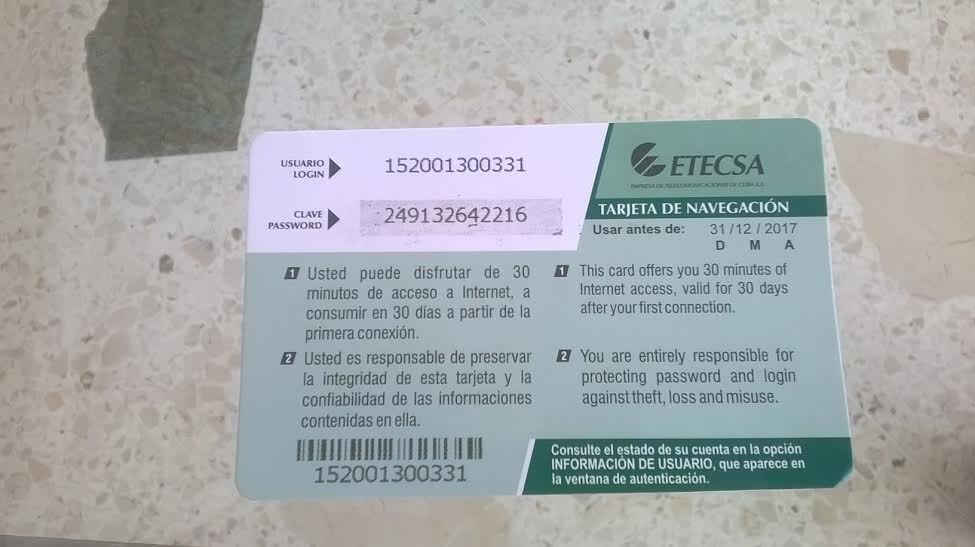 USUARIO
LOGIN
152001300331
CLAVE
PASSWORD
249132642216
ETECSA
EMPRESA DE TELECOMUNICACIONES DE CUBA S.A.
TARJETA DE NAVEGACIÓN
Usar antes de: 31/12/2017
D M A
1 Usted puede disfrutar de 30
minutos de acceso a Internet, a
consumir en 30 días a partir de la
primera conexión.
2 Usted es responsable de preservar
la integridad de esta tarjeta y la
confiabilidad de las informaciones
contenidas en ella.
1 This card offers you 30 minutes of
Internet access, valid for 30 days
after your first connection.
2 You are entirely responsible for
protecting password and login
against theft, loss and misuse.
152001300331
Consulte el estado de su cuenta en la opción
INFORMACIÓN DE USUARIO, que aparece en
la ventana de autenticación.